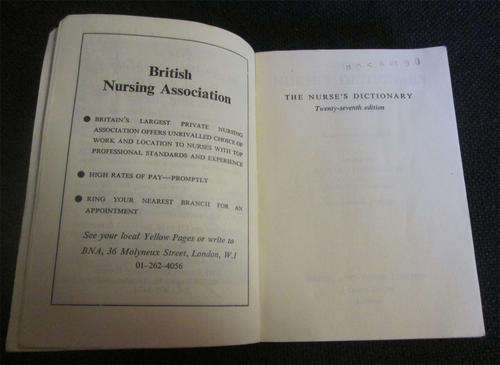 British
Nursing Association
BRITAIN'S LARGEST PRIVATE NURSING
ASSOCIATION OFFERS UNRIVALLED CHOICE OF
WORK AND LOCATION TO NURSES WITH TOP
PROFESSIONAL STANDARDS AND EXPERIENCE
HIGH RATES OF PAY—PROMPTLY
RING YOUR NEAREST BRANCH FOR AN
APPOINTMENT
See your local Yellow Pages or write to
BNA, 36 Molyneux Street, London, W.1
01-262-4056
THE NURSE'S DICTIONARY
Twenty-seventh edition